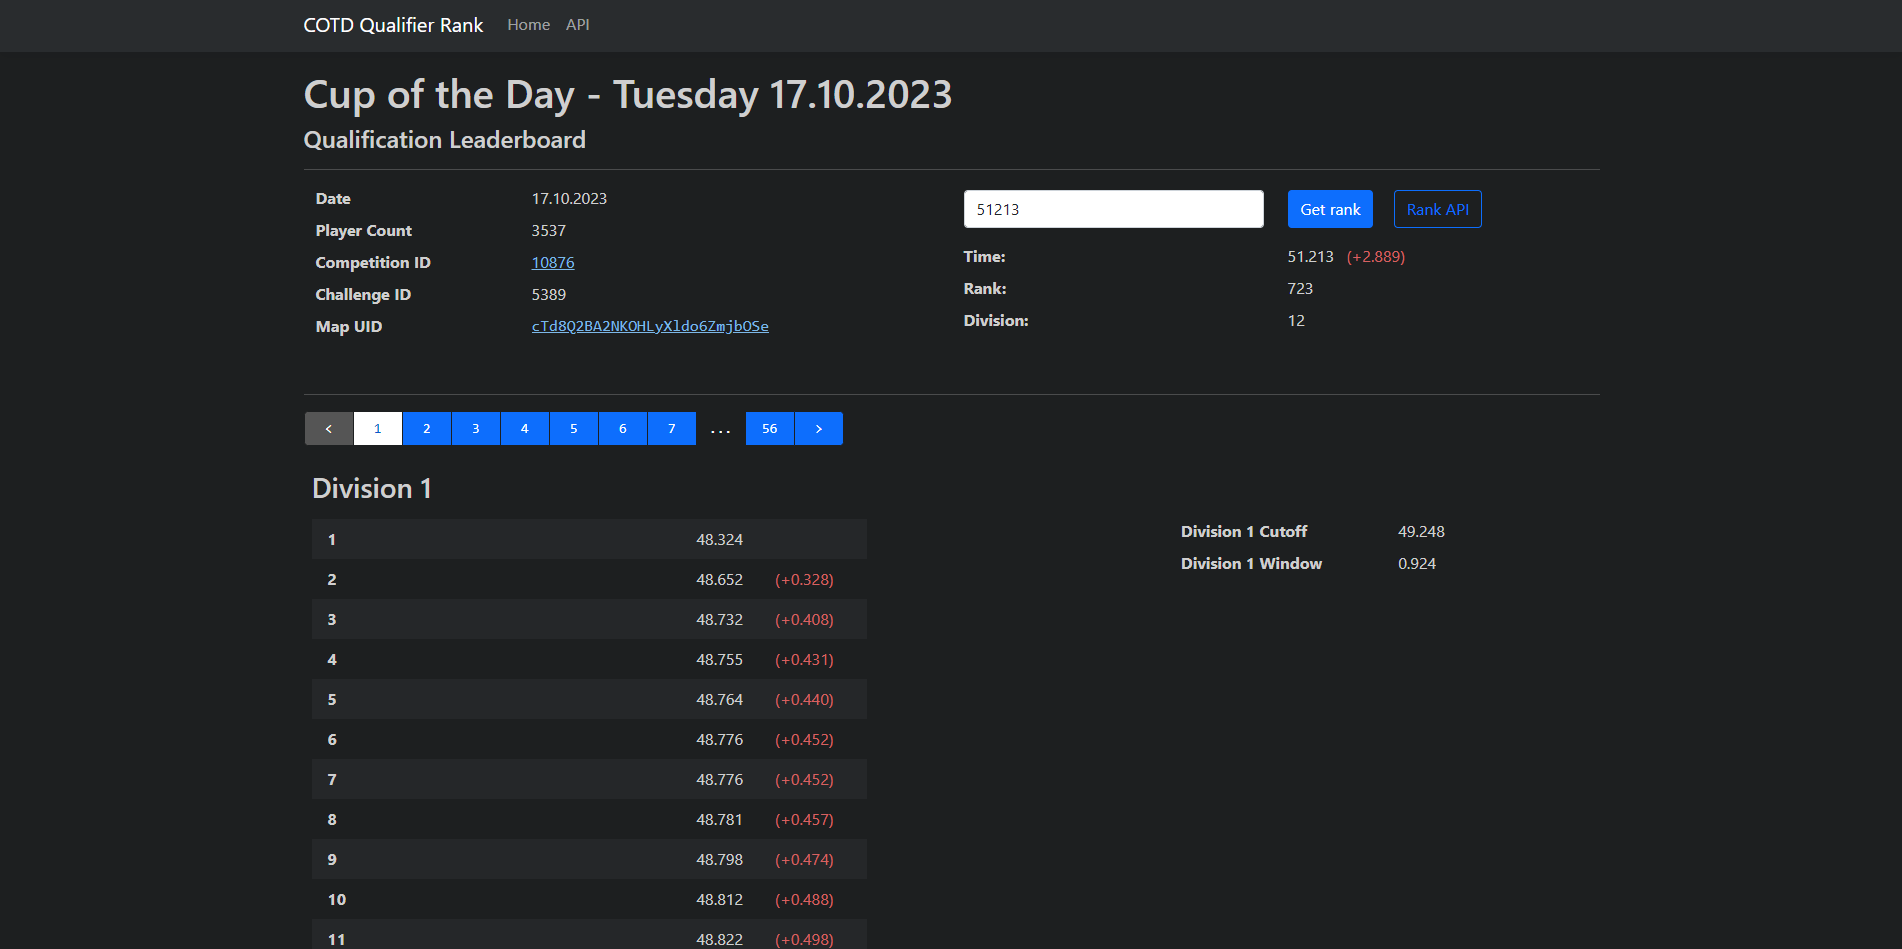 COTD Qualifier Rank Home API
Cup of the Day - Tuesday 17.10.2023
Qualification Leaderboard
Date 17.10.2023
Player Count 3537
Competition ID 10876
Challenge ID 5389
Map UID cTd8Q2BA2NKOHLyXldo6ZmjbOSe
51213 Get rank Rank API
Time: 51.213 (+2.889)
Rank: 723
Division: 12
< 1 2 3 4 5 6 7 ... 56 >
Division 1
1 48.324
2 48.652 (+0.328)
3 48.732 (+0.408)
4 48.755 (+0.431)
5 48.764 (+0.440)
6 48.776 (+0.452)
7 48.776 (+0.452)
8 48.781 (+0.457)
9 48.798 (+0.474)
10 48.812 (+0.488)
11 48.822 (+0.498)
Division 1 Cutoff 49.248
Division 1 Window 0.924